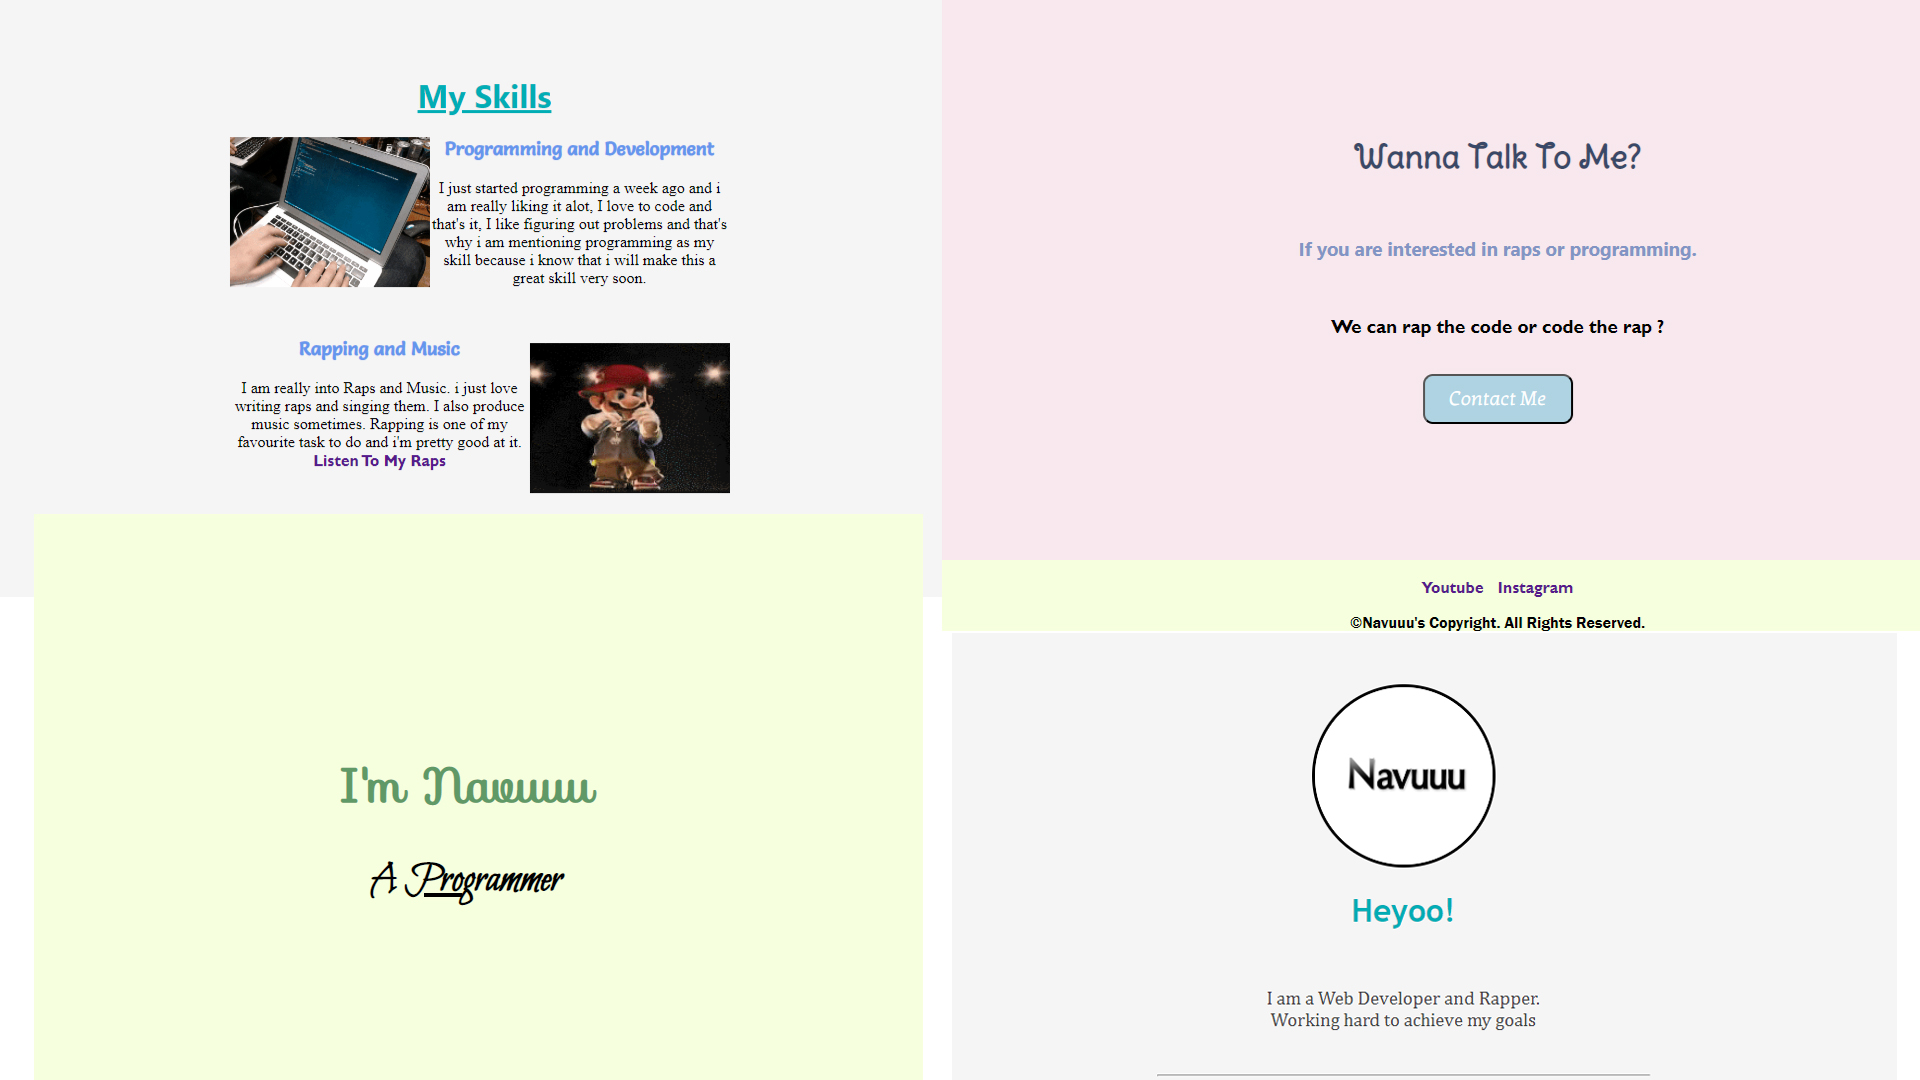 My Skills
Programming and Development
I just started programming a week ago and i
am really liking it alot, I love to code and
that's it, I like figuring out problems and that's
why i am mentioning programming as my
skill because i know that i will make this a
great skill very soon.
Rapping and Music
I am really into Raps and Music. i just love
writing raps and singing them. I also produce
music sometimes. Rapping is one of my
favourite task to do and i'm pretty good at it.
Listen To My Raps
Wanna Talk To Me?
If you are interested in raps or programming.
We can rap the code or code the rap ?
Contact Me
Youtube Instagram
©Navuuu's Copyright. All Rights Reserved.
I'm Navuuu
A Programmer
Navuuu
Heyoo!
I am a Web Developer and Rapper.
Working hard to achieve my goals